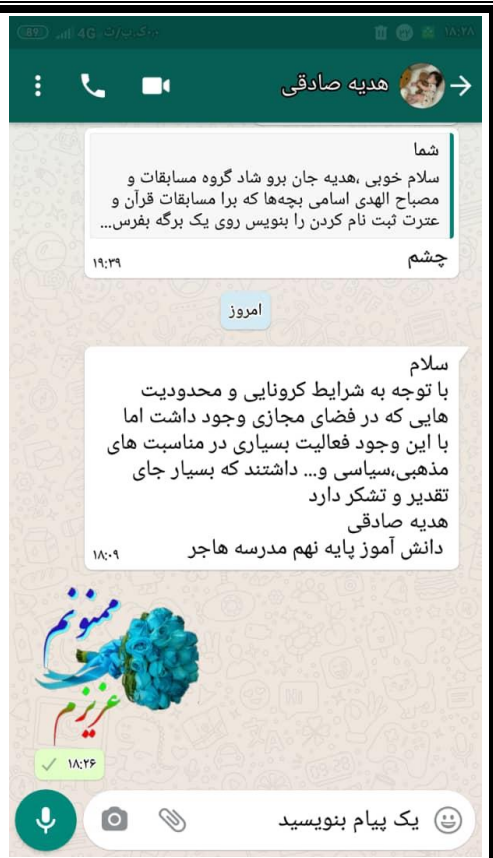 ۱۸:۲۸
4G
89
هدیه صادقی
شما
سلام خوبی ،هدیه جان برو شاد گروه مسابقات و
مصباح الهدی اسامی بچه‌ها که برا مسابقات قرآن و
عترت ثبت نام کردن را بنویس روی یک برگه بفرس...
چشم
۱۹:۳۹
امروز
سلام
با توجه به شرایط کرونایی و محدودیت
هایی که در فضای مجازی وجود داشت اما
با این وجود فعالیت بسیاری در مناسبت های
مذهبی،سیاسی و... داشتند که بسیار جای
تقدیر و تشکر دارد
هدیه صادقی
دانش آموز پایه نهم مدرسه هاجر
۱۸:۰۹
ممنونم
عزیزم
۱۸:۲۶
یک پیام بنویسید